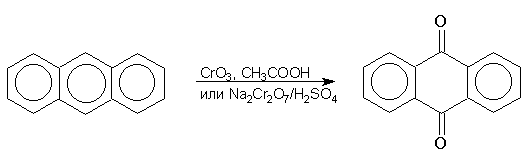 O
CrO₃, CH₃COOH
или Na₂Cr₂O₇/H₂SO₄
O